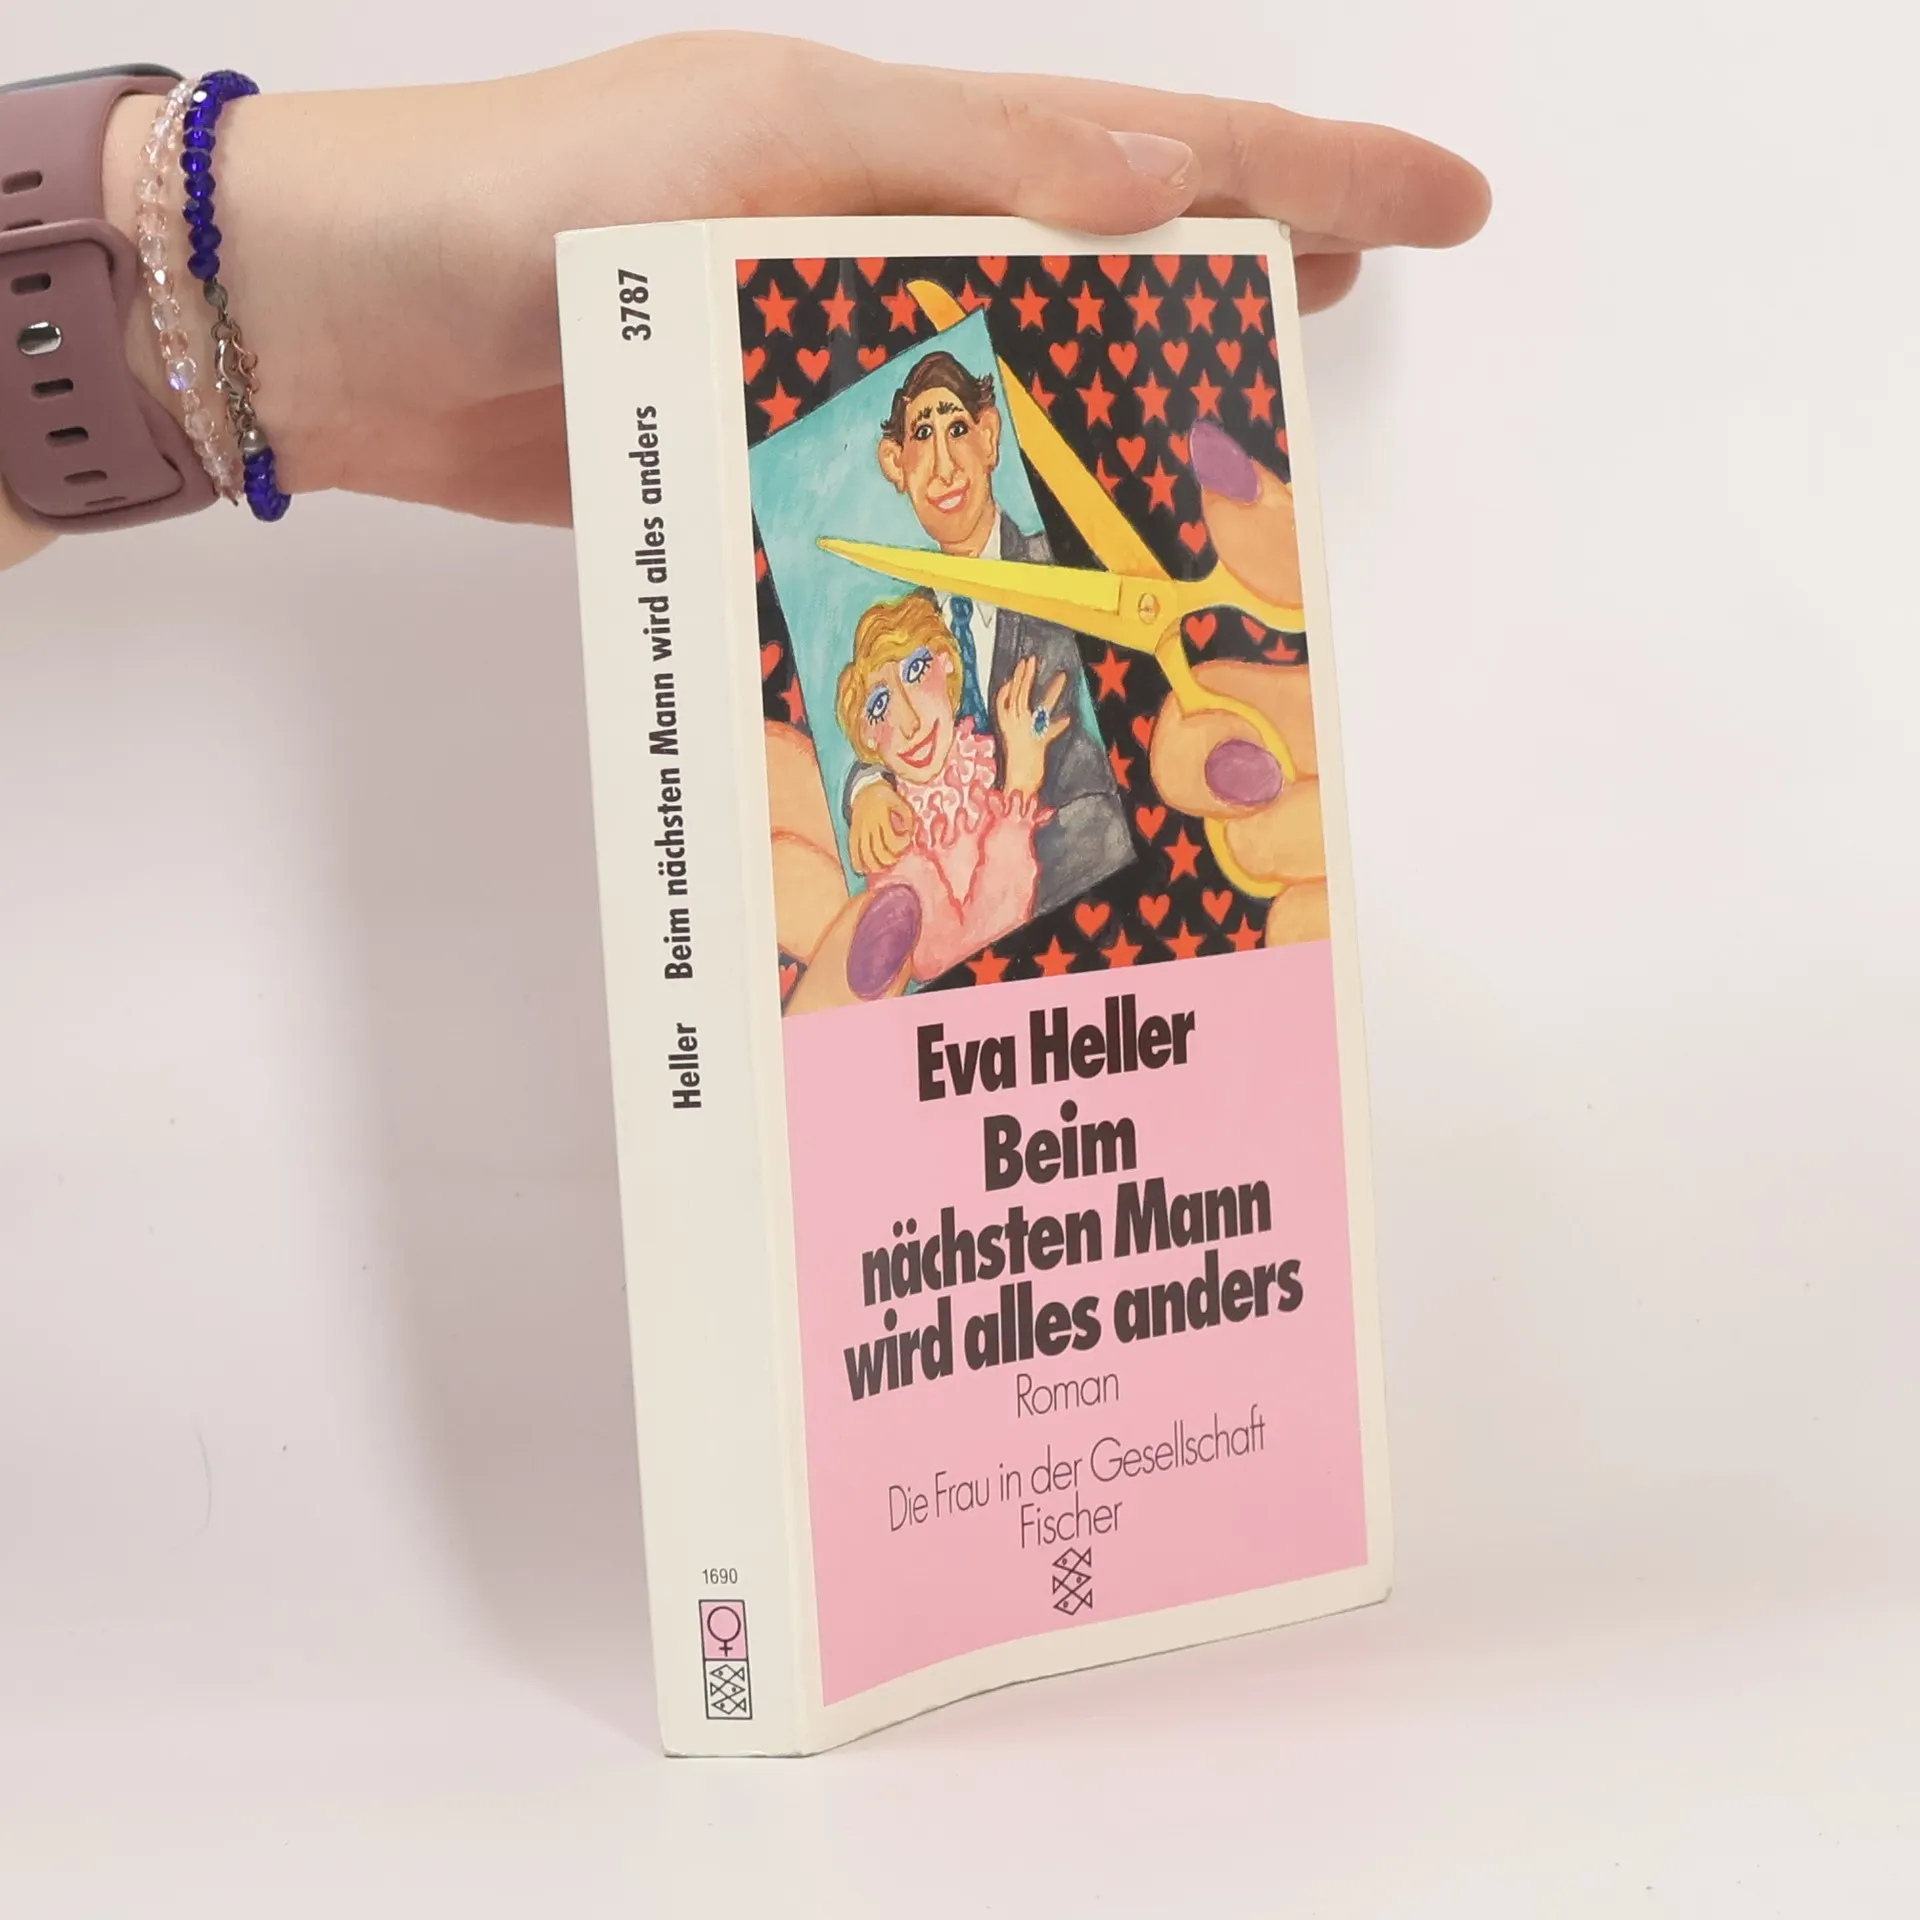 3787
Heller Beim nächsten Mann wird alles anders
1690
Eva Heller
Beim
nächsten Mann
wird alles anders
Roman
Die Frau in der Gesellschaft
Fischer